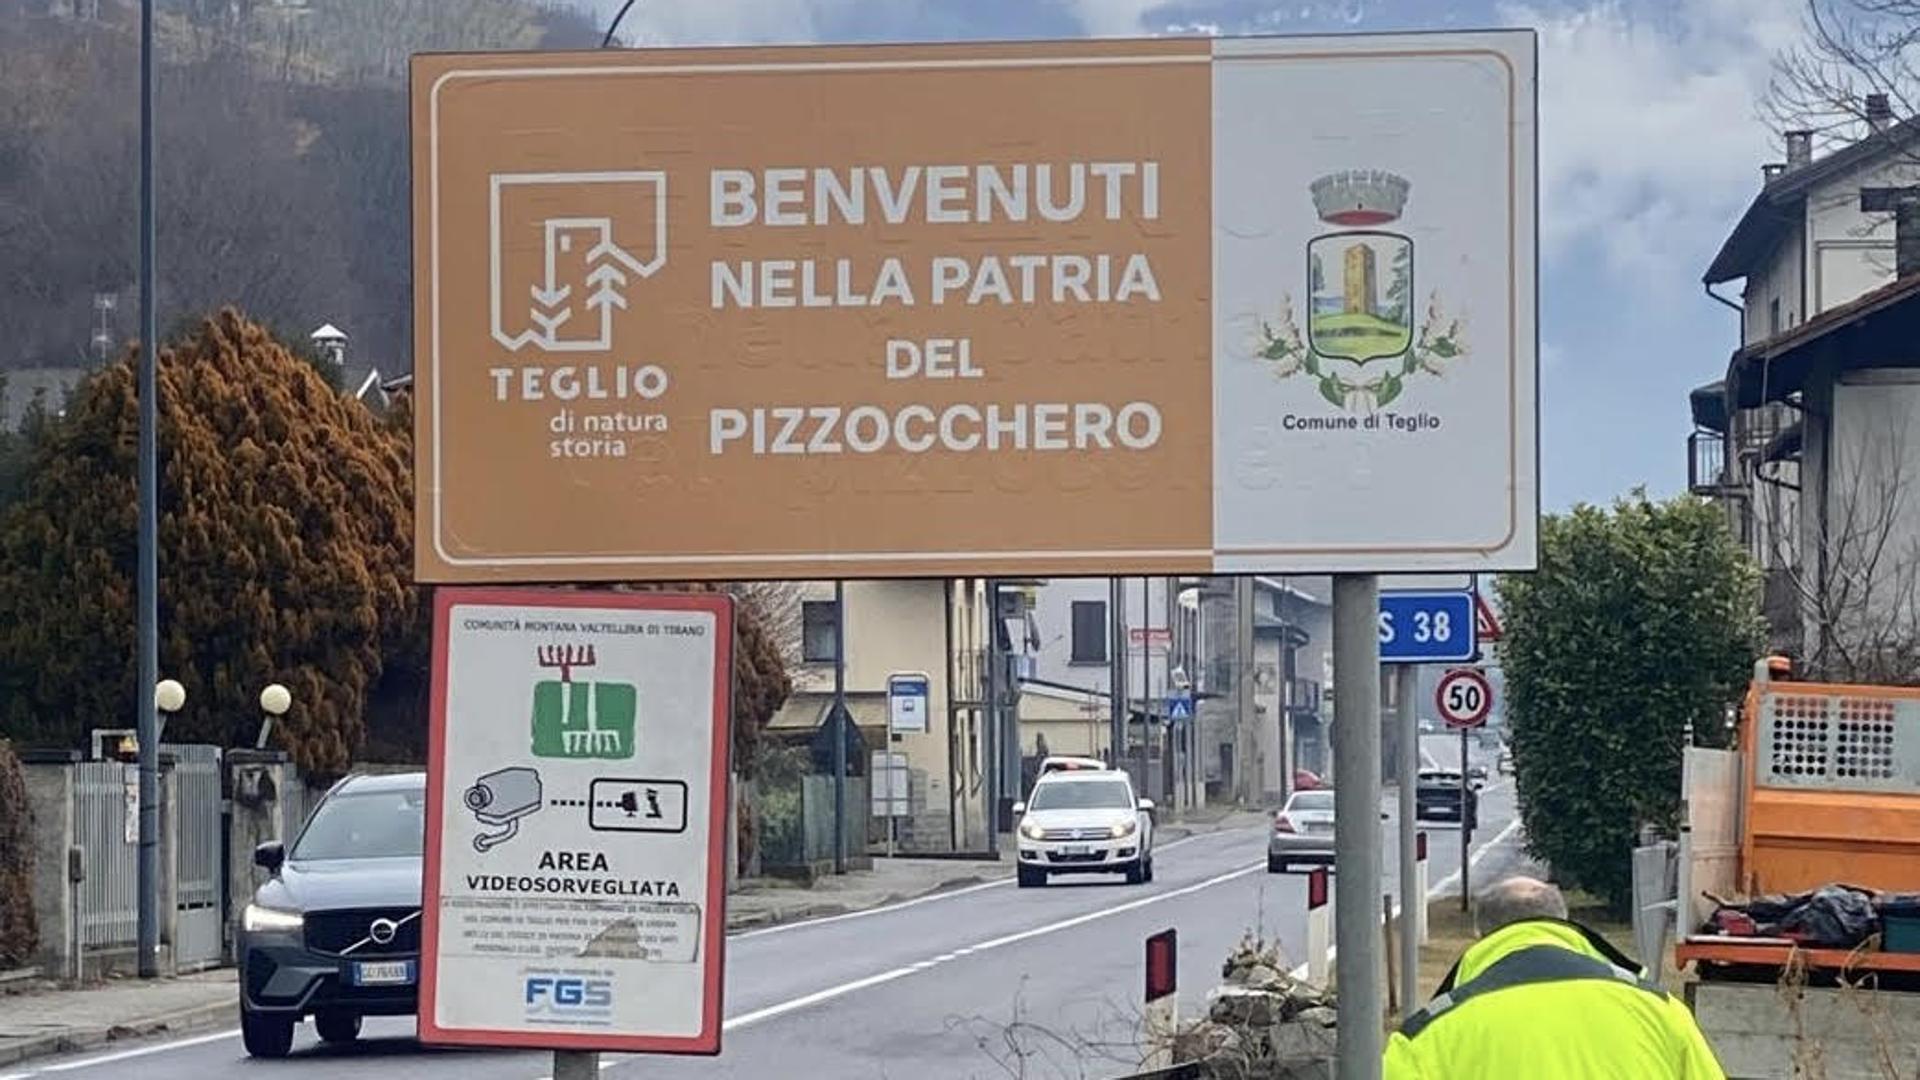 BENVENUTI
NELLA PATRIA
DEL
PIZZOCCHERO
TEGLIO
di natura
storia
Comune di Teglio
COMUNITÀ MONTANA VALTELLINA DI TIRANO
AREA
VIDEOSORVEGLIATA
FGS
S 38
50